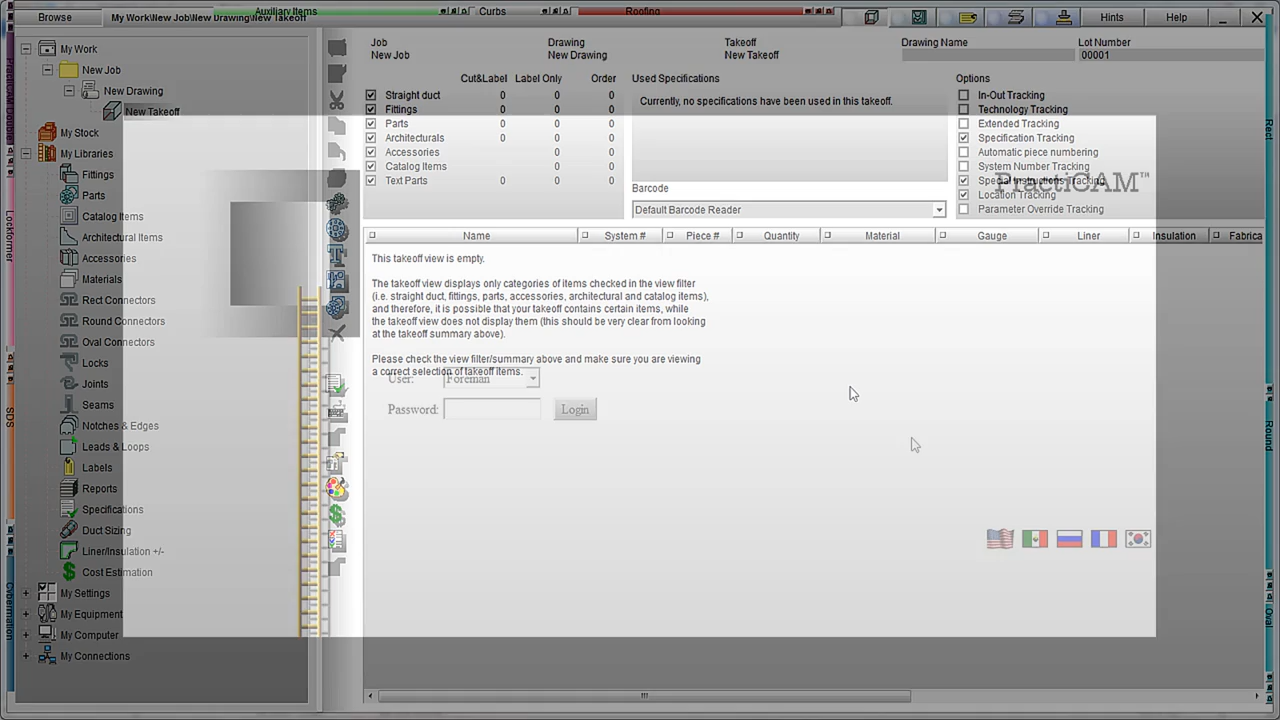 Auxiliary Items
Curbs
Roofing
Browse
My Work\New Job\New Drawing\New Takeoff
Hints
Help
My Work
New Job
New Drawing
New Takeoff
My Stock
My Libraries
Fittings
Parts
Catalog Items
Architectural Items
Accessories
Materials
Rect Connectors
Round Connectors
Oval Connectors
Locks
Joints
Seams
Notches & Edges
Leads & Loops
Labels
Reports
Specifications
Duct Sizing
Liner/Insulation +/-
Cost Estimation
My Settings
My Equipment
My Computer
My Connections
Lockformer
SDS
Cybermation
Job
New Job
Drawing
New Drawing
Takeoff
New Takeoff
Drawing Name
Lot Number
00001
Cut&Label Label Only Order
Straight duct 0 0 0
Fittings 0 0 0
Parts 0 0 0
Architecturals 0 0 0
Accessories 0 0
Catalog Items 0 0
Text Parts 0 0 0
Used Specifications
Currently, no specifications have been used in this takeoff.
Barcode
Default Barcode Reader
Options
In-Out Tracking
Technology Tracking
Extended Tracking
Specification Tracking
Automatic piece numbering
System Number Tracking
Special Instructions Tracking
Location Tracking
Parameter Override Tracking
PractiCAM™
Name System # Piece # Quantity Material Gauge Liner Insulation Fabrica
This takeoff view is empty.
The takeoff view displays only categories of items checked in the view filter
(i.e. straight duct, fittings, parts, accessories, architectural and catalog items),
and therefore, it is possible that your takeoff contains certain items, while
the takeoff view does not display them (this should be very clear from looking
at the takeoff summary above).
Please check the view filter/summary above and make sure you are viewing
a correct selection of takeoff items.
User: Foreman
Password:
Login
Rect
Round
Oval